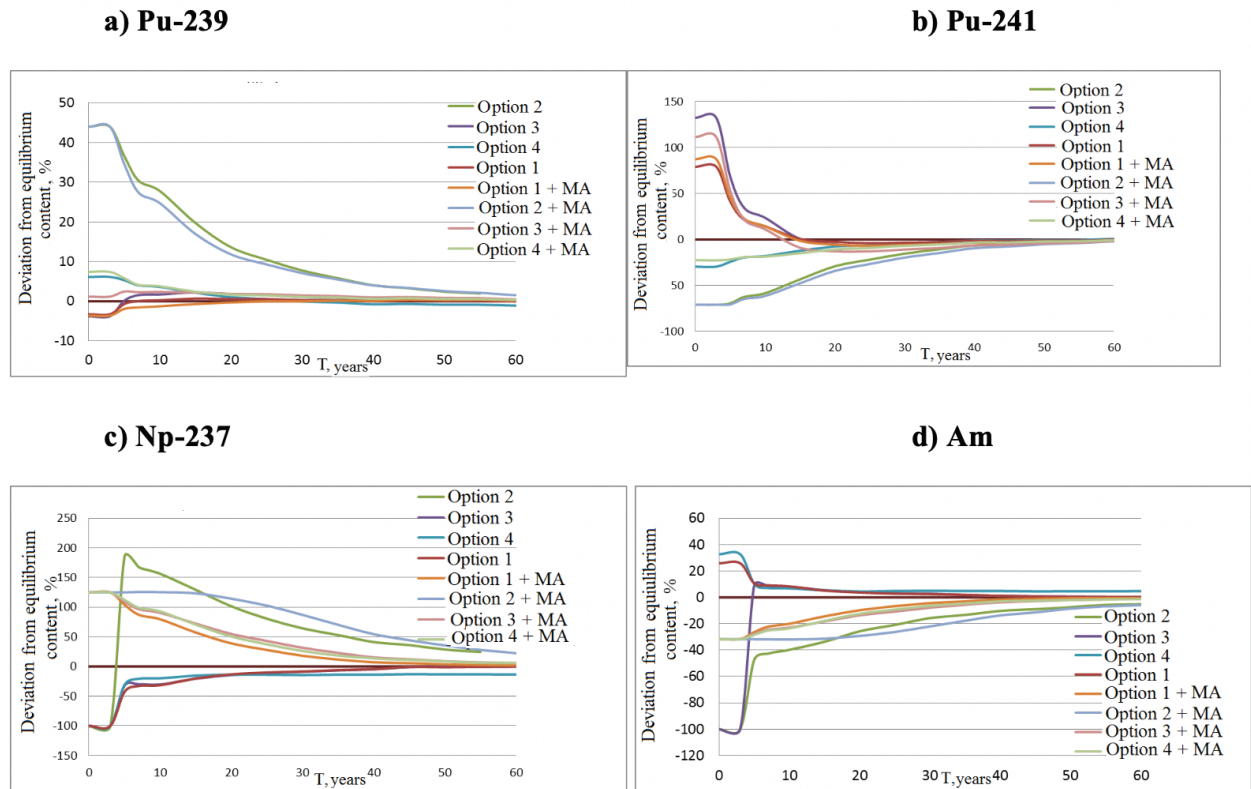 a) Pu-239
b) Pu-241
Deviation from equilibrium
content, %
50
40
30
20
10
0
-10
0 10 20 30 40 50 60
T, years
Option 2
Option 3
Option 4
Option 1
Option 1 + MA
Option 2 + MA
Option 3 + MA
Option 4 + MA
Deviation from equilibrium
content, %
150
100
50
0
50
-100
0 10 20 30 40 50 60
T, years
Option 2
Option 3
Option 4
Option 1
Option 1 + MA
Option 2 + MA
Option 3 + MA
Option 4 + MA
c) Np-237
d) Am
Deviation from equilibrium
content, %
250
200
150
100
50
0
-50
-100
-150
0 10 20 30 40 50 60
T, years
Option 2
Option 3
Option 4
Option 1
Option 1 + MA
Option 2 + MA
Option 3 + MA
Option 4 + MA
Deviation from equiulibrium
content, %
60
40
20
0
-20
-40
-60
-80
-100
-120
0 10 20 30 40 50 60
T,years
Option 2
Option 3
Option 4
Option 1
Option 1 + MA
Option 2 + MA
Option 3 + MA
Option 4 + MA